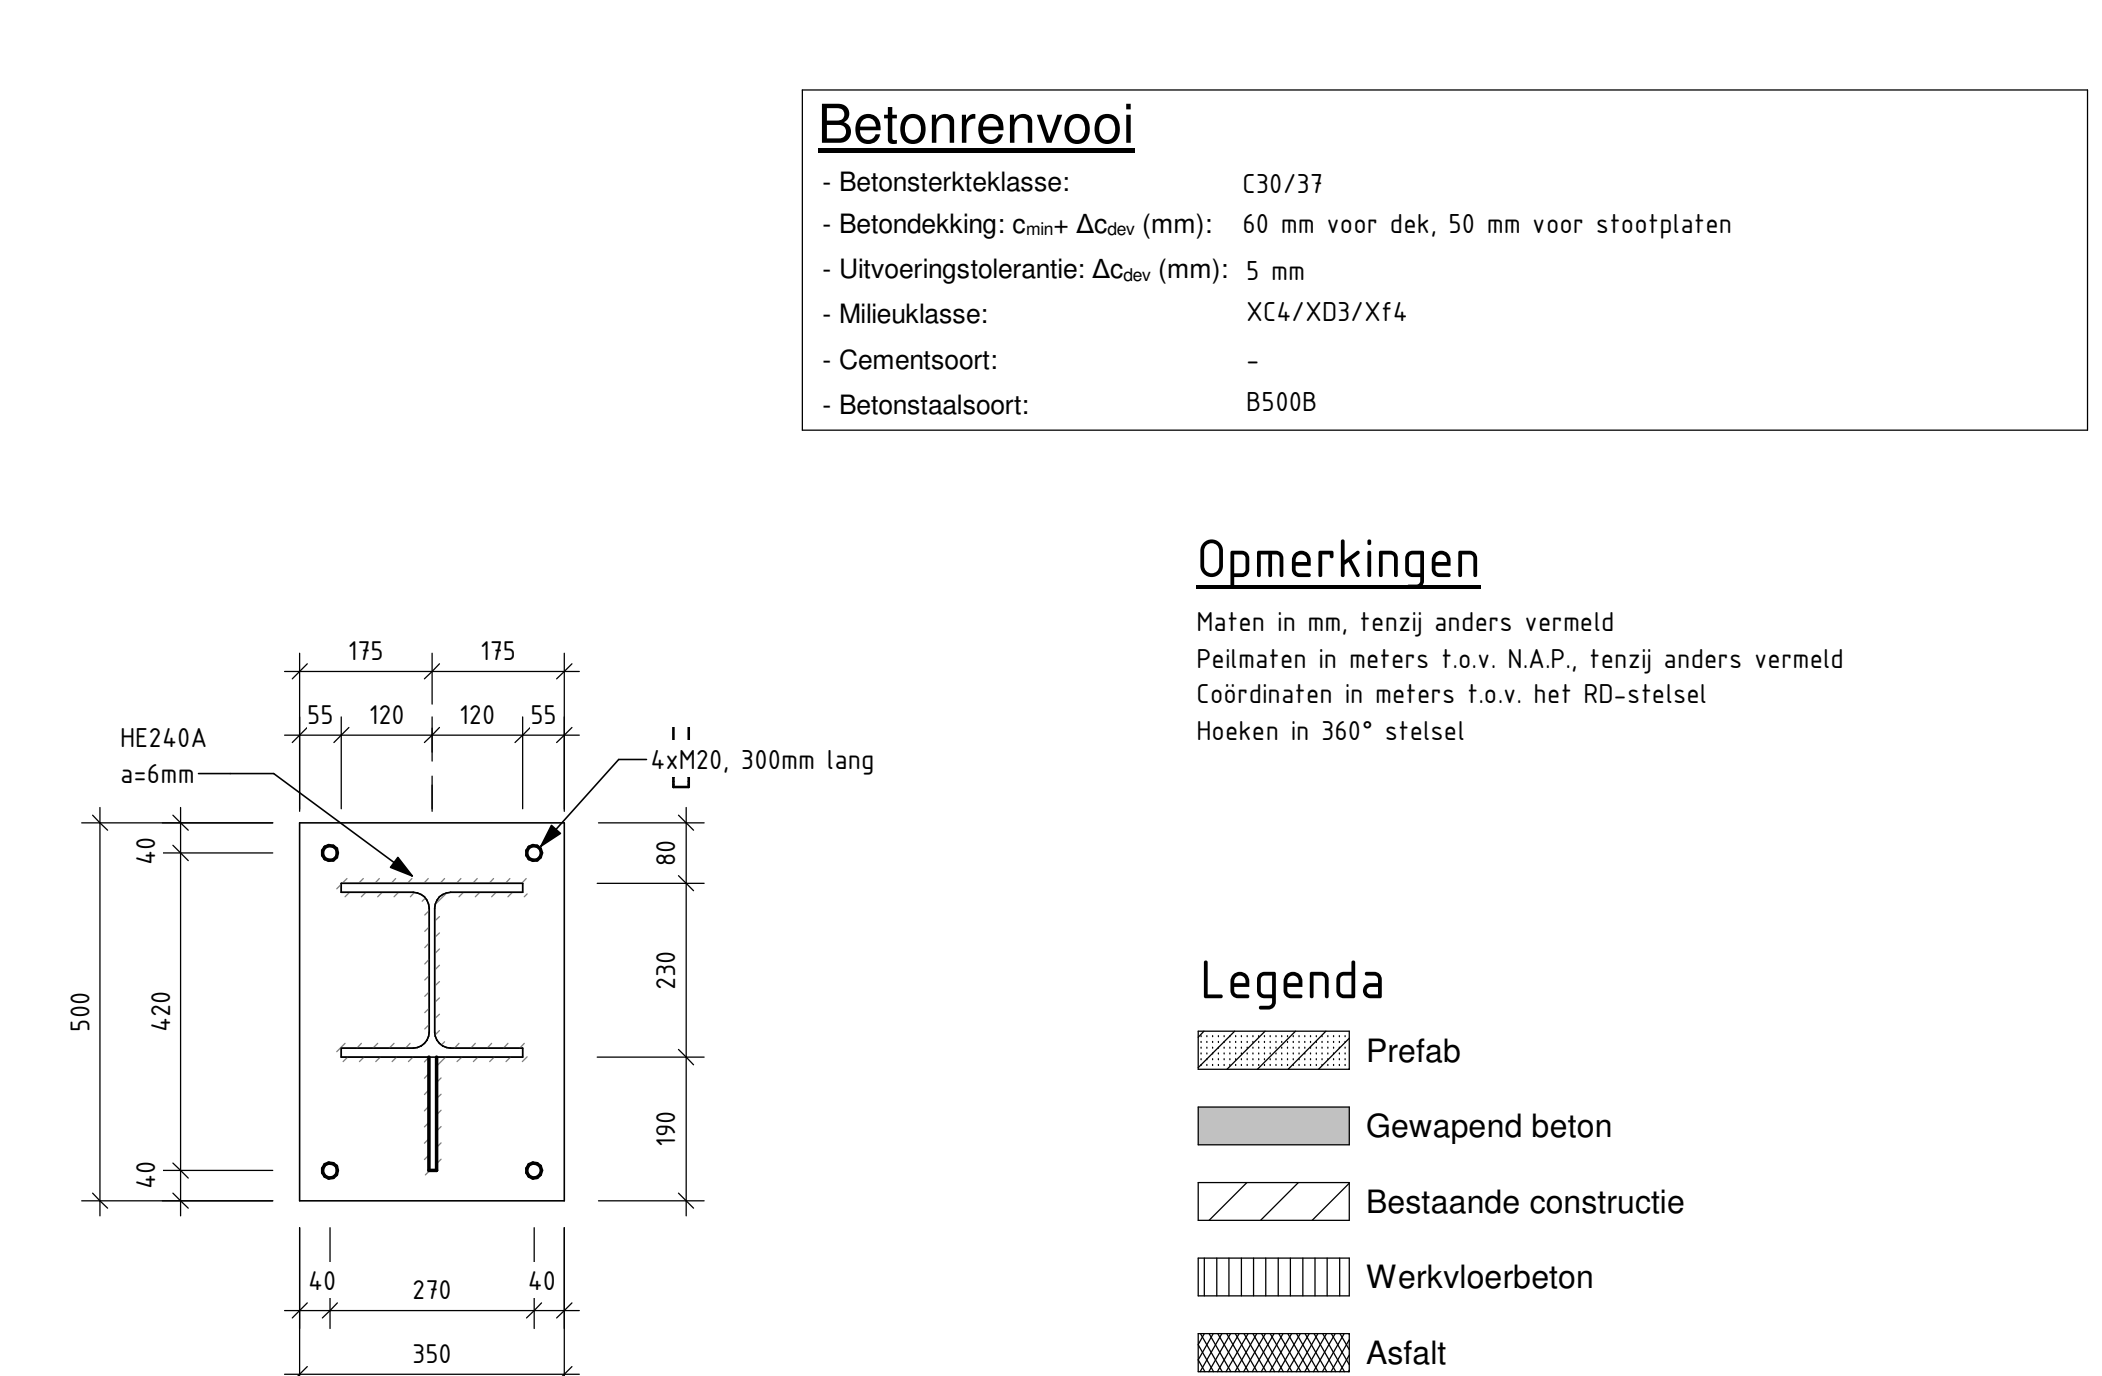 Betonrenvooi
- Betonsterkteklasse: C30/37
- Betondekking: cmin+ Δcdev (mm): 60 mm voor dek, 50 mm voor stootplaten
- Uitvoeringstolerantie: Δcdev (mm): 5 mm
- Milieuklasse: XC4/XD3/Xf4
- Cementsoort: -
- Betonstaalsoort: B500B
Opmerkingen
Maten in mm, tenzij anders vermeld
Peilmaten in meters t.o.v. N.A.P., tenzij anders vermeld
Coördinaten in meters t.o.v. het RD-stelsel
Hoeken in 360° stelsel
175 175
55 120 120 55
HE240A
a=6mm
4xM20, 300mm lang
40
80
230
500
420
190
40
40 270 40
350
Legenda
Prefab
Gewapend beton
Bestaande constructie
Werkvloerbeton
Asfalt